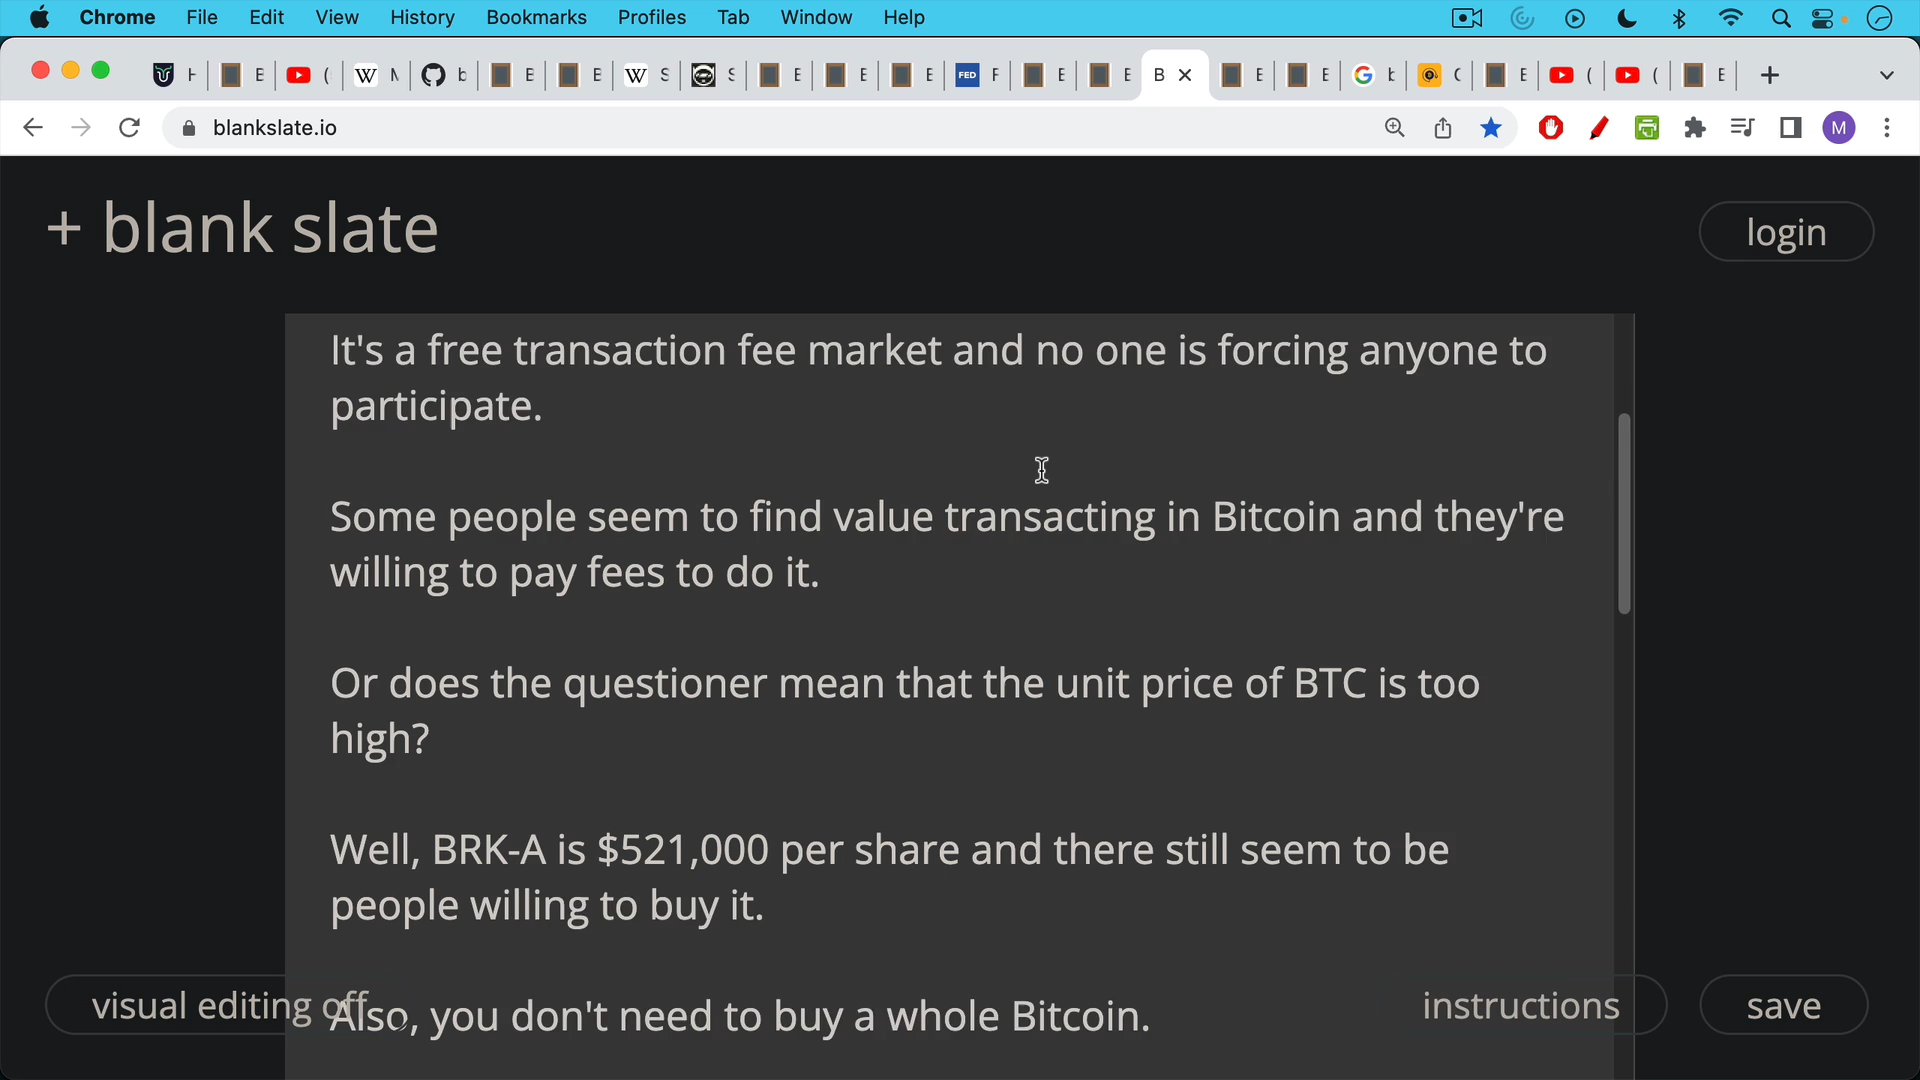 Chrome File Edit View History Bookmarks Profiles Tab Window Help
E ( W W S S E E E FED F E E B E E G C E ( ( E
blankslate.io
M
+ blank slate
login
It's a free transaction fee market and no one is forcing anyone to
participate.
Some people seem to find value transacting in Bitcoin and they're
willing to pay fees to do it.
Or does the questioner mean that the unit price of BTC is too
high?
Well, BRK-A is $521,000 per share and there still seem to be
people willing to buy it.
Also, you don't need to buy a whole Bitcoin.
visual editing off
instructions
save